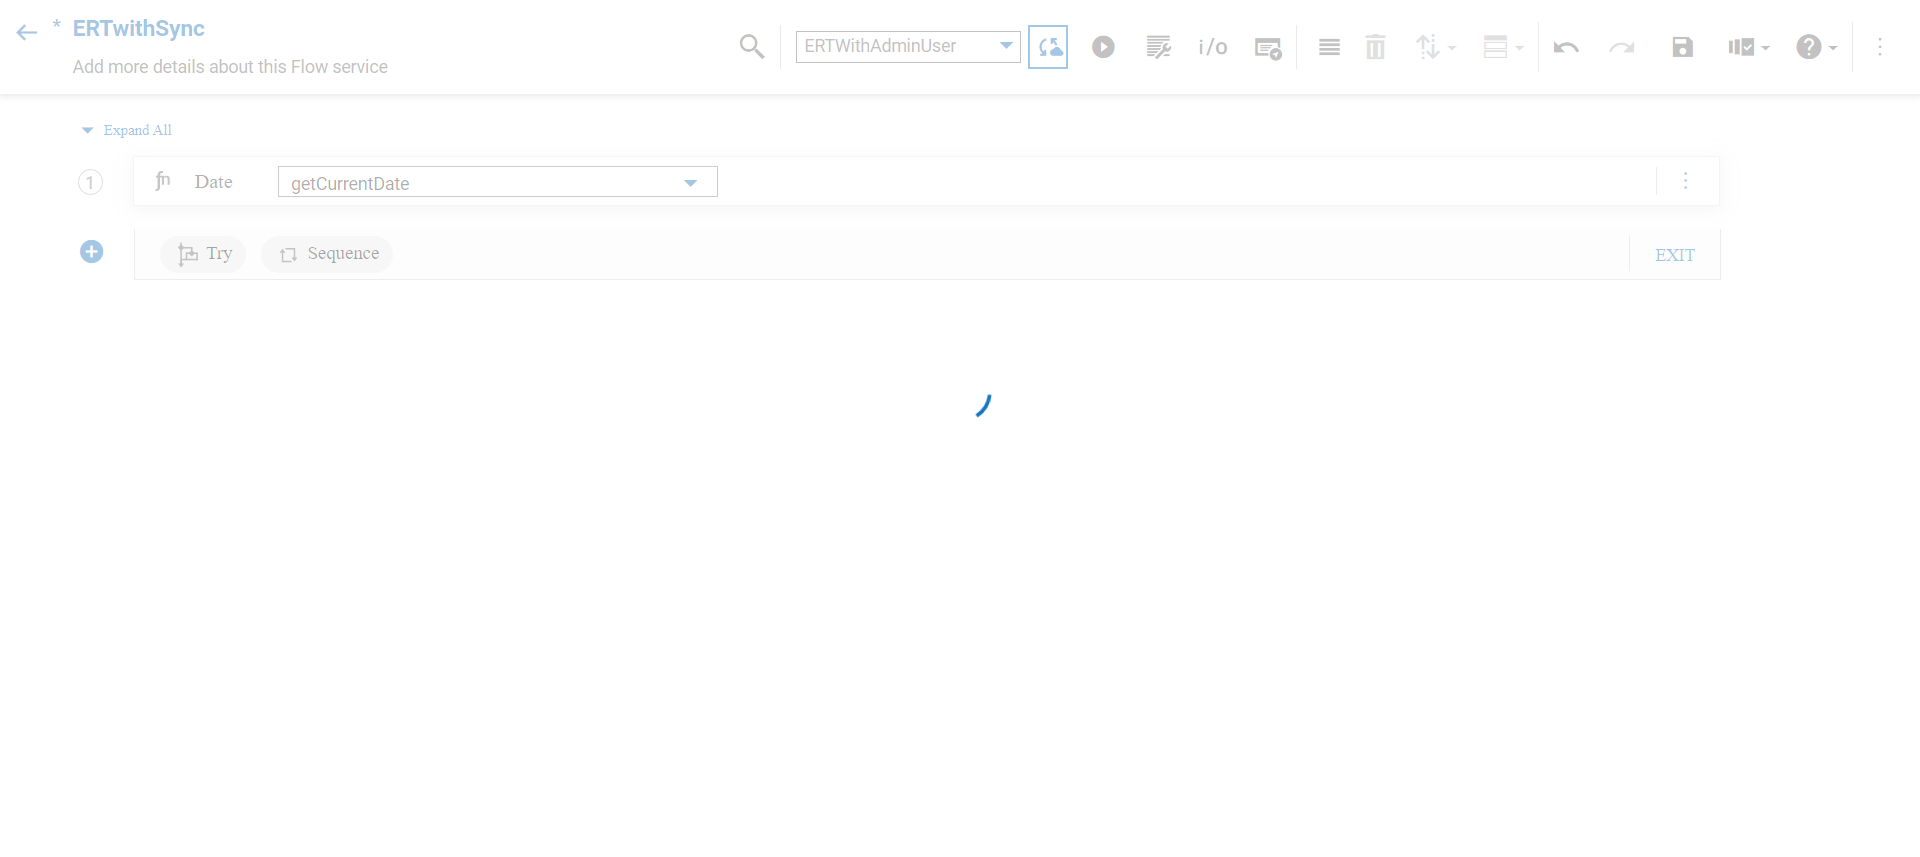 * ERTwithSync
Add more details about this Flow service
ERTWithAdminUser
i/o
Expand All
1 fn Date getCurrentDate
Try Sequence EXIT